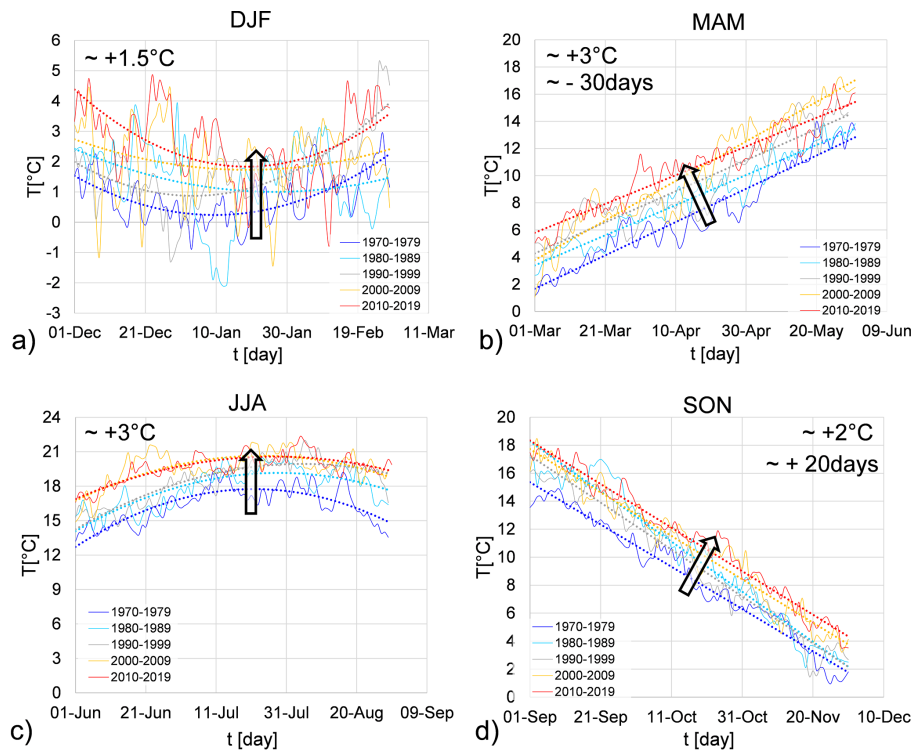 DJF
~ +1.5°C
6
5
4
3
2
1
0
-1
-2
-3
T[°C]
1970-1979
1980-1989
1990-1999
2000-2009
2010-2019
01-Dec 21-Dec 10-Jan 30-Jan 19-Feb 11-Mar
a) t [day]
MAM
~ +3°C
~ - 30days
20
18
16
14
12
10
8
6
4
2
0
T[°C]
1970-1979
1980-1989
1990-1999
2000-2009
2010-2019
01-Mar 21-Mar 10-Apr 30-Apr 20-May 09-Jun
b) t [day]
JJA
~ +3°C
24
21
18
15
12
9
6
3
0
T[°C]
1970-1979
1980-1989
1990-1999
2000-2009
2010-2019
01-Jun 21-Jun 11-Jul 31-Jul 20-Aug 09-Sep
c) t [day]
SON
~ +2°C
~ + 20days
20
18
16
14
12
10
8
6
4
2
0
T[°C]
1970-1979
1980-1989
1990-1999
2000-2009
2010-2019
01-Sep 21-Sep 11-Oct 31-Oct 20-Nov 10-Dec
d) t [day]